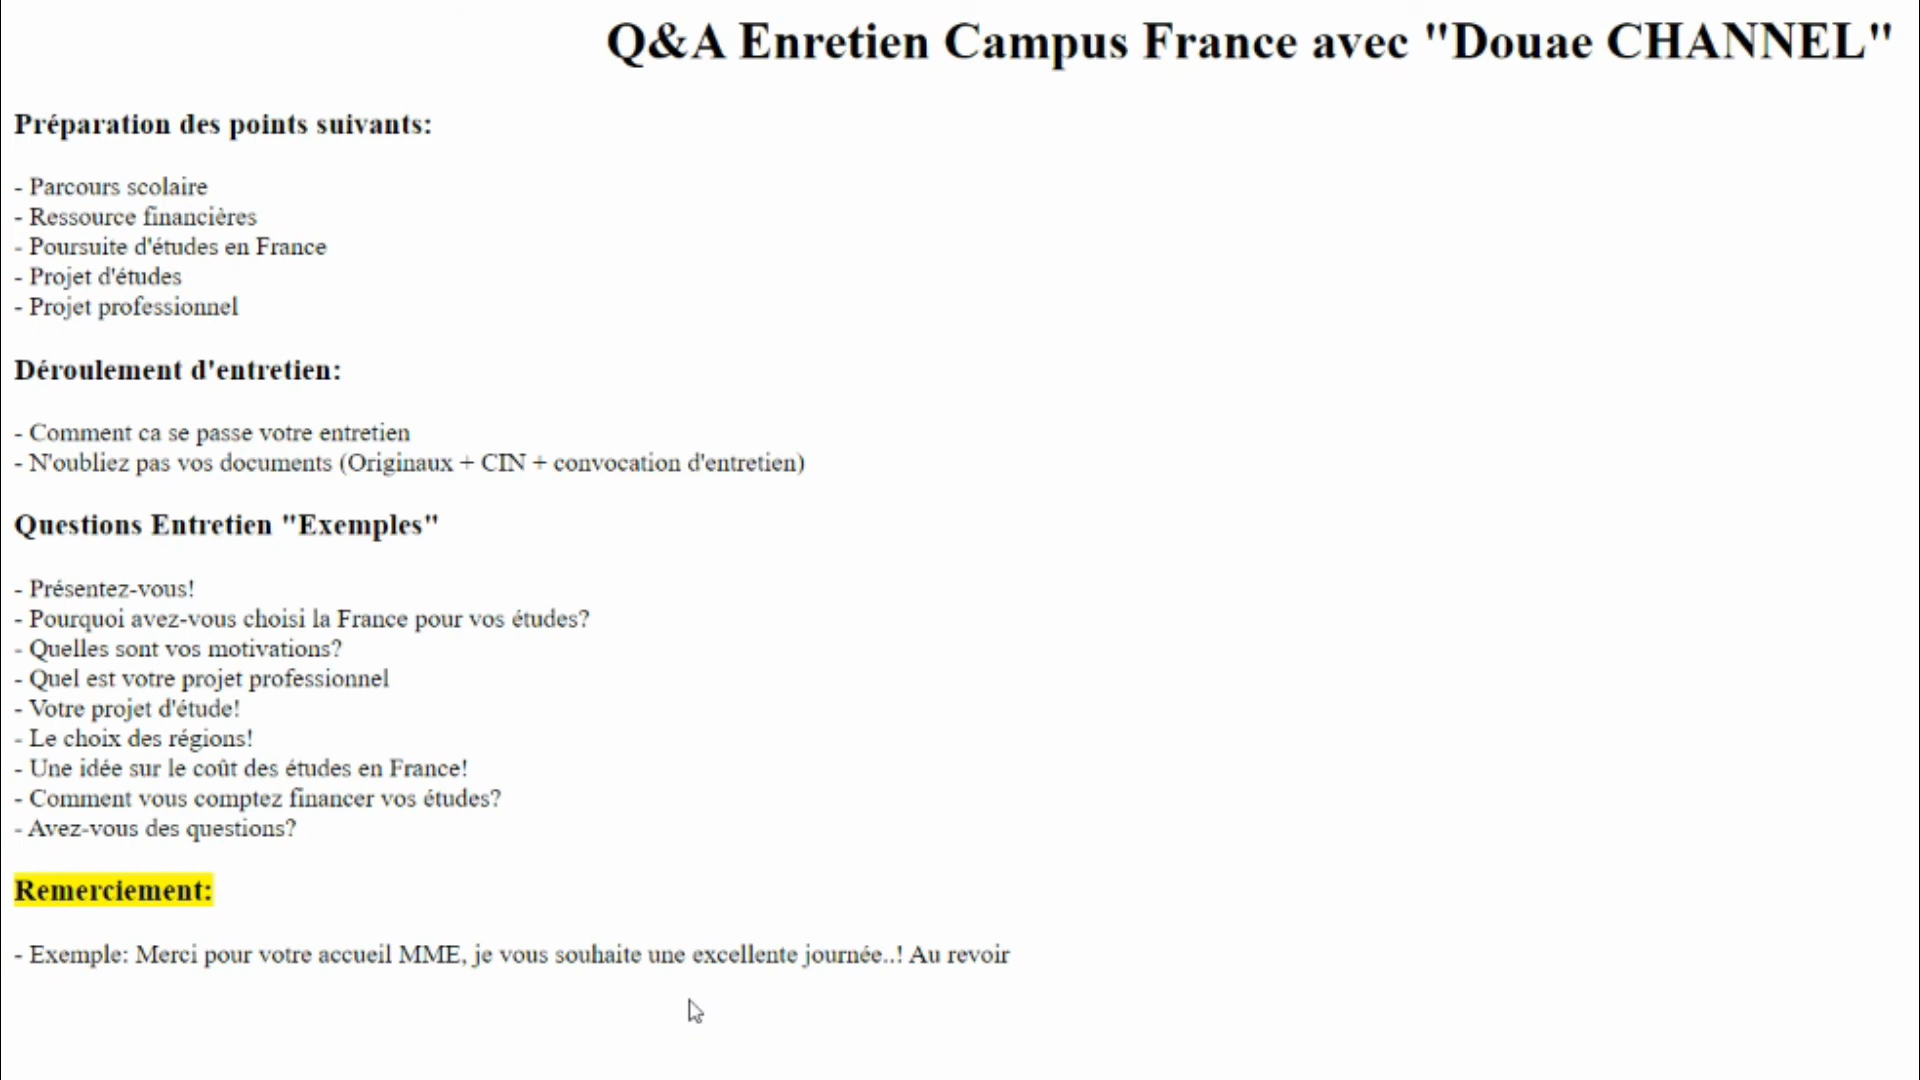 Q&A Enretien Campus France avec "Douae CHANNEL"
Préparation des points suivants:
- Parcours scolaire
- Ressource financières
- Poursuite d'études en France
- Projet d'études
- Projet professionnel
Déroulement d'entretien:
- Comment ca se passe votre entretien
- N'oubliez pas vos documents (Originaux + CIN + convocation d'entretien)
Questions Entretien "Exemples"
- Présentez-vous!
- Pourquoi avez-vous choisi la France pour vos études?
- Quelles sont vos motivations?
- Quel est votre projet professionnel
- Votre projet d'étude!
- Le choix des régions!
- Une idée sur le coût des études en France!
- Comment vous comptez financer vos études?
- Avez-vous des questions?
Remerciement:
- Exemple: Merci pour votre accueil MME, je vous souhaite une excellente journée..! Au revoir